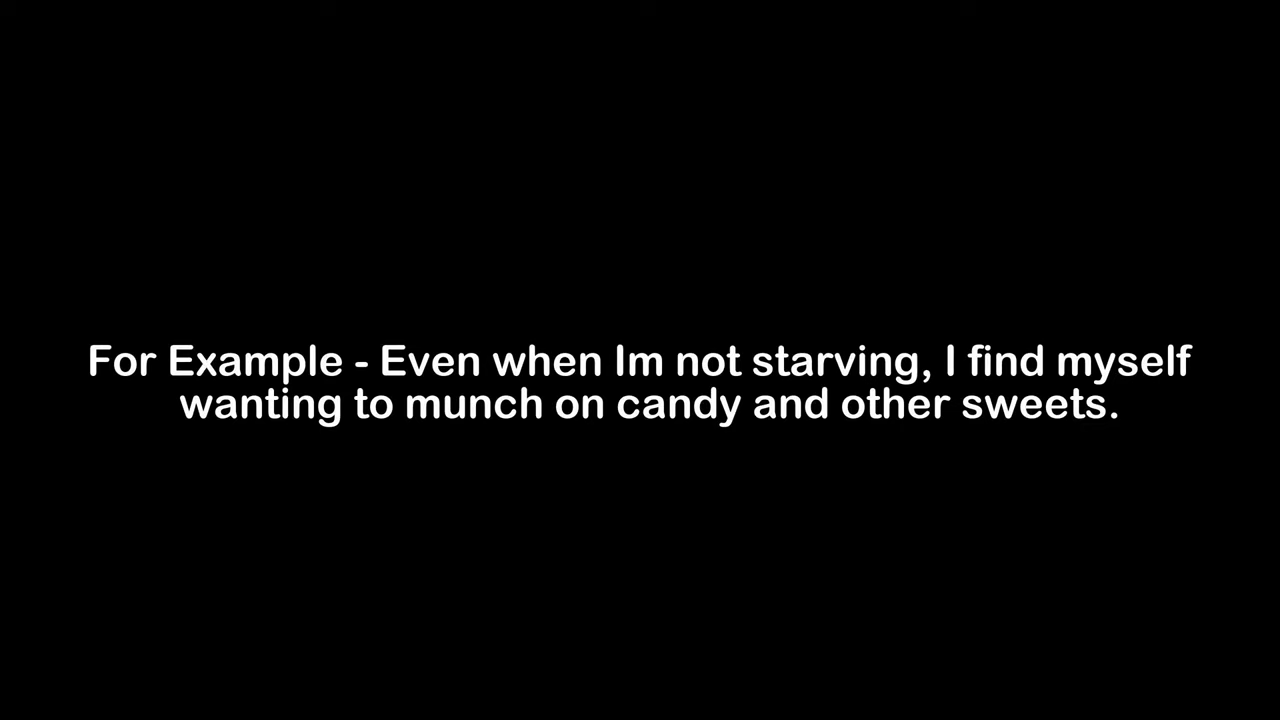 For Example - Even when Im not starving, I find myself
wanting to munch on candy and other sweets.